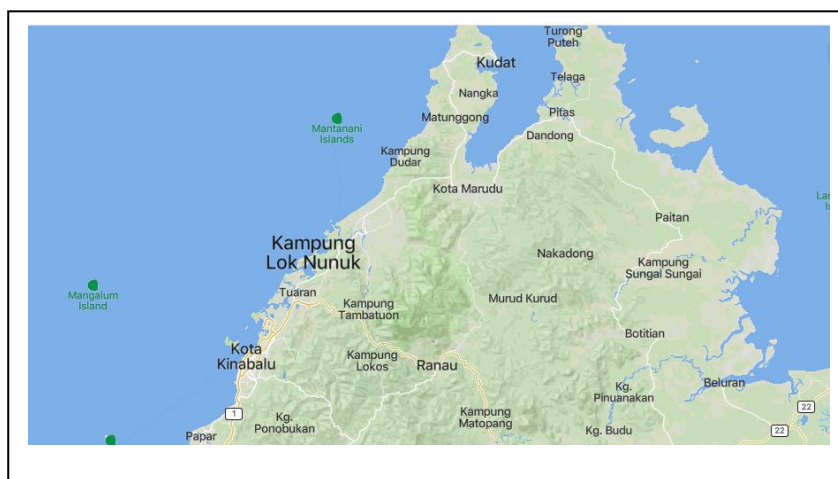 Turong
Puteh
Kudat
Telaga
Nangka
Matunggong
Pitas
Mantanani
Islands
Dandong
Kampung
Dudar
Kota Marudu
Paitan
Kampung
Lok Nunuk
Nakadong
Kampung
Sungai Sungai
Mangalum
Island
Tuaran
Kampung
Tambatuon
Murud Kurud
Botitian
Kota
Kinabalu
Kampung
Lokos
Ranau
Kg.
Pinuanakan
Beluran
1
Kg.
Ponobukan
Kampung
Matopang
22
22
Papar
Kg. Budu